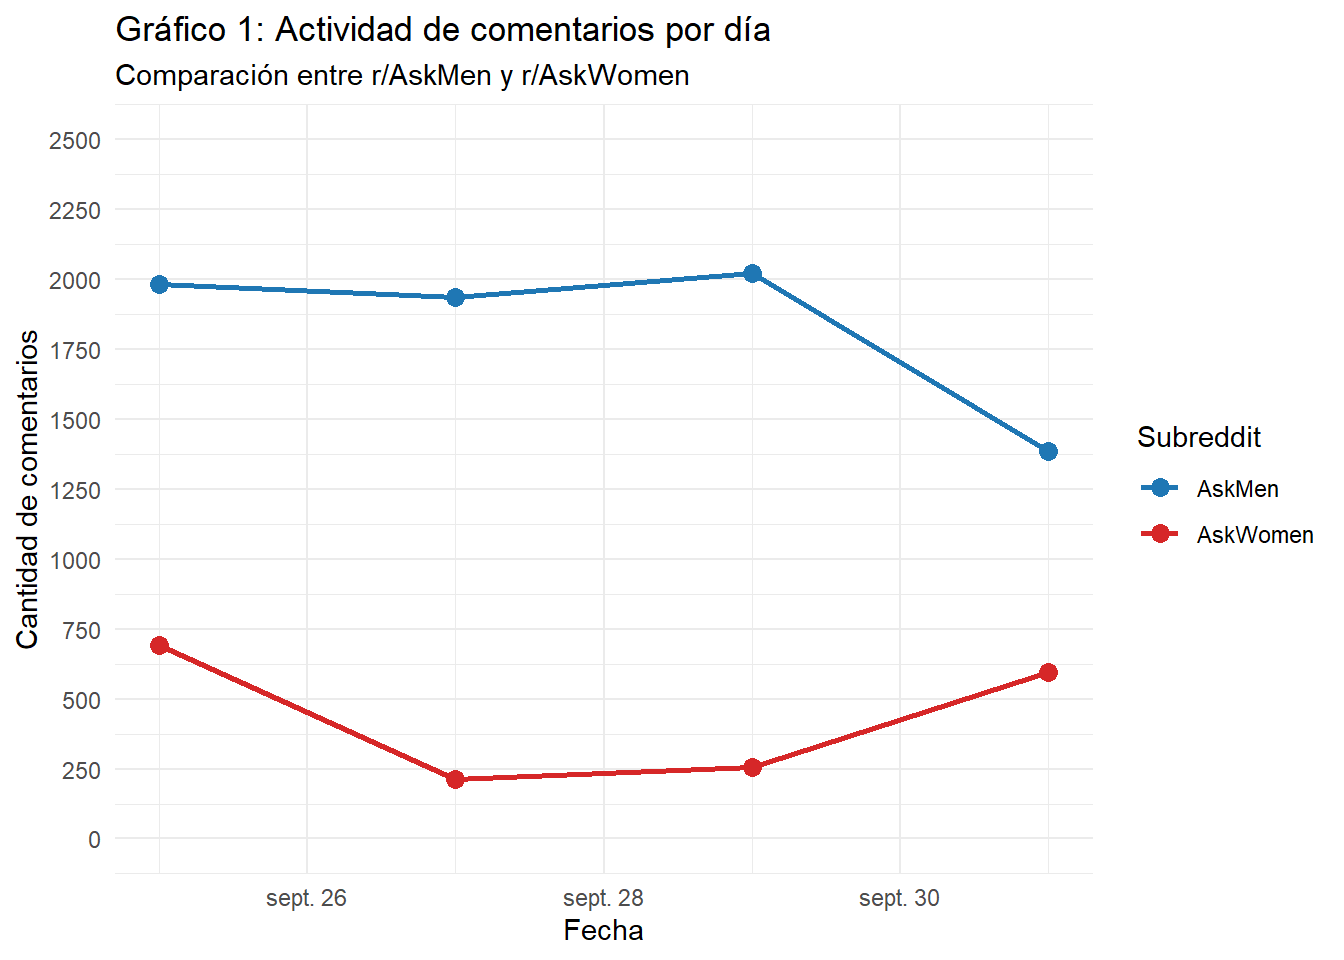 Gráfico 1: Actividad de comentarios por día
Comparación entre r/AskMen y r/AskWomen
Cantidad de comentarios
2500
2250
2000
1750
1500
1250
1000
750
500
250
0
sept. 26
sept. 28
sept. 30
Fecha
Subreddit
AskMen
AskWomen